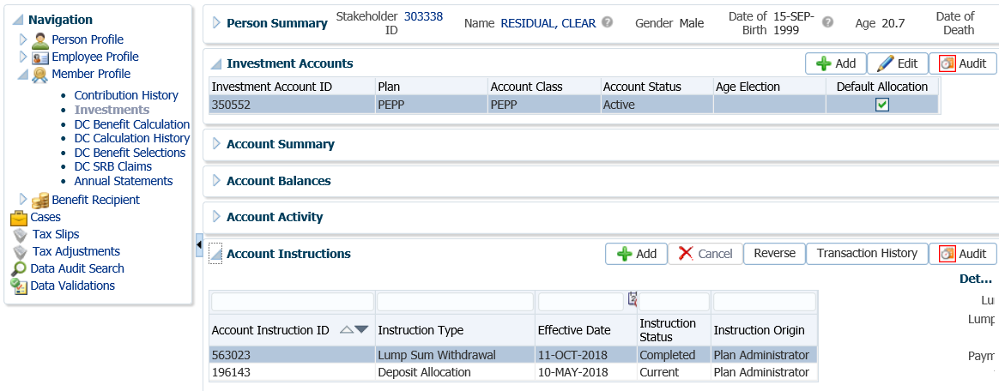 Navigation
Person Profile
Employee Profile
Member Profile
Contribution History
Investments
DC Benefit Calculation
DC Calculation History
DC Benefit Selections
DC SRB Claims
Annual Statements
Benefit Recipient
Cases
Tax Slips
Tax Adjustments
Data Audit Search
Data Validations
Person Summary Stakeholder ID 303338 Name RESIDUAL, CLEAR Gender Male Date of Birth 15-SEP-1999 Age 20.7 Date of Death
Investment Accounts Add Edit Audit
Investment Account ID Plan Account Class Account Status Age Election Default Allocation
350552 PEPP PEPP Active
Account Summary
Account Balances
Account Activity
Account Instructions Add Cancel Reverse Transaction History Audit
Det...
Lu
Lump
Paym
Account Instruction ID Instruction Type Effective Date Instruction Status Instruction Origin
563023 Lump Sum Withdrawal 11-OCT-2018 Completed Plan Administrator
196143 Deposit Allocation 10-MAY-2018 Current Plan Administrator